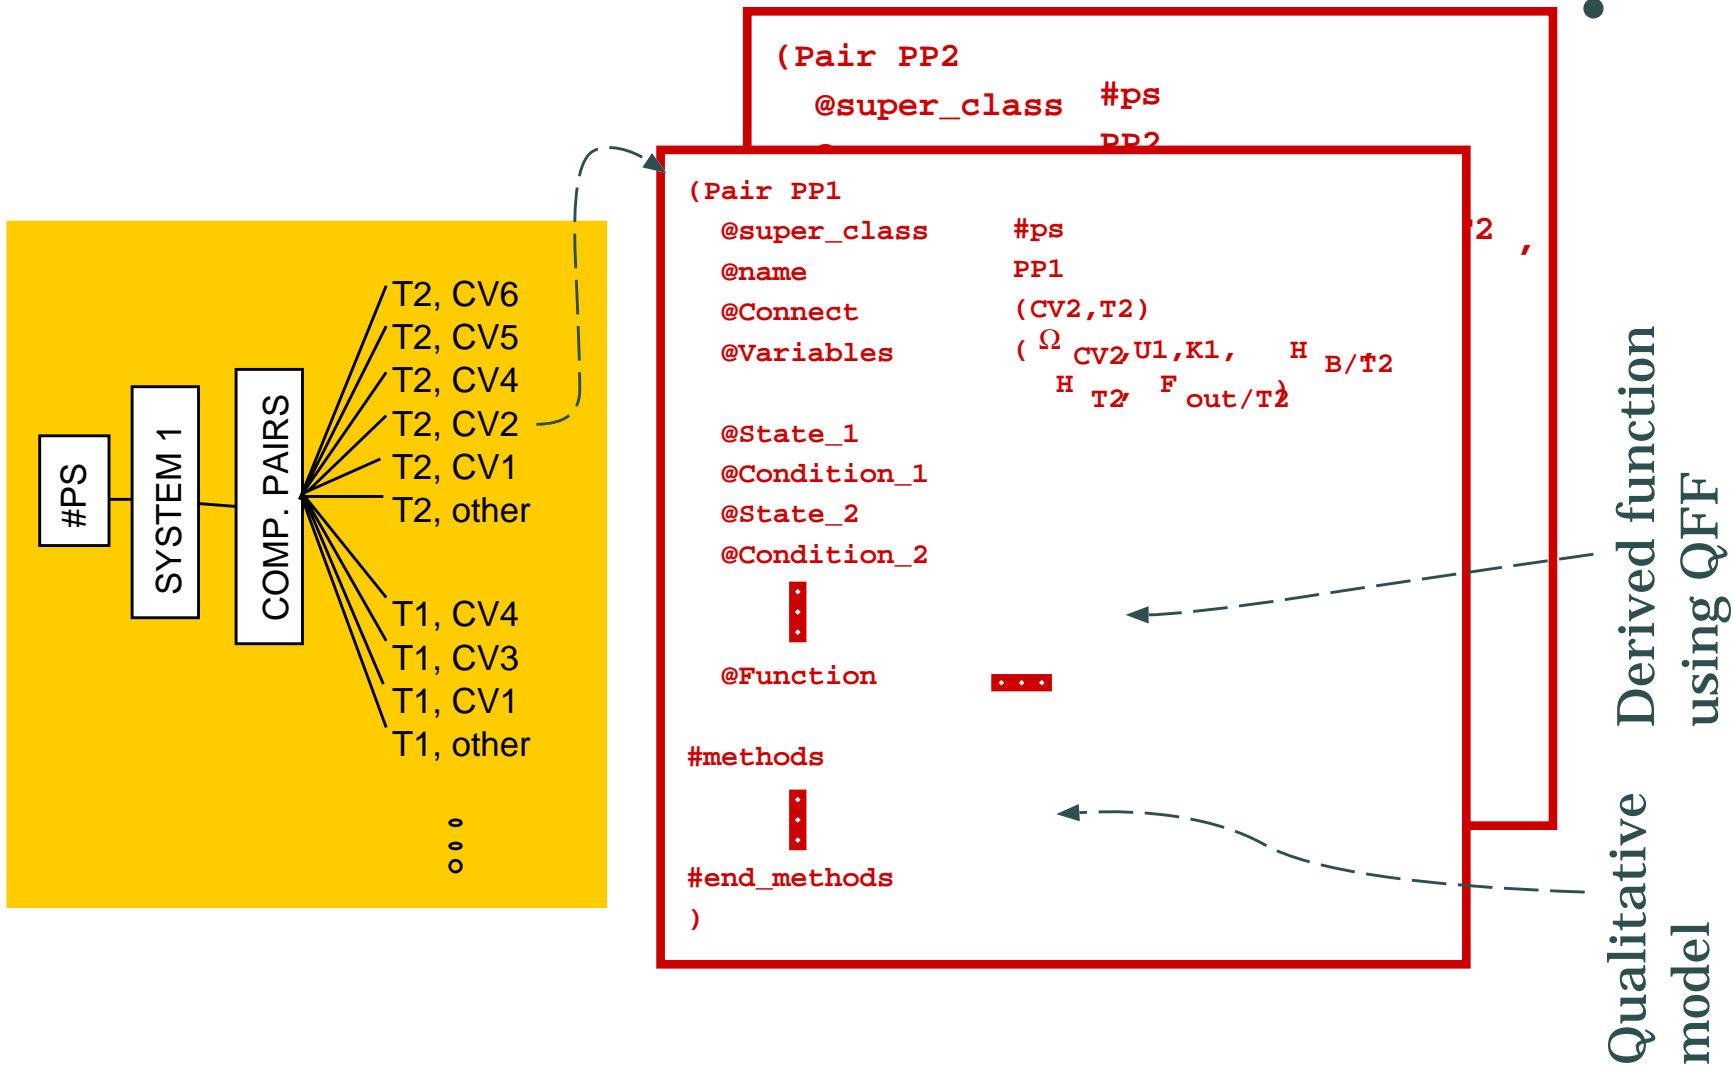 #PS
SYSTEM 1
COMP. PAIRS
T2, CV6
T2, CV5
T2, CV4
T2, CV2
T2, CV1
T2, other
T1, CV4
T1, CV3
T1, CV1
T1, other
(Pair PP2
@super_class #ps
PP2
T2 ,
(Pair PP1
@super_class #ps
@name PP1
@Connect (CV2,T2)
@Variables ( Ω CV2,U1,K1, H B/T2,
H T2, F out/T2)
@State_1
@Condition_1
@State_2
@Condition_2
@Function
#methods
#end_methods
)
Derived function
using QFF
Qualitative
model